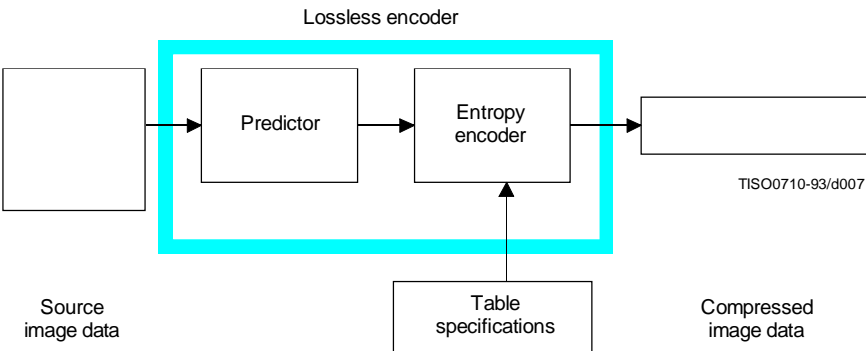 Lossless encoder
Predictor
Entropy
encoder
TISO0710-93/d007
Source
image data
Table
specifications
Compressed
image data